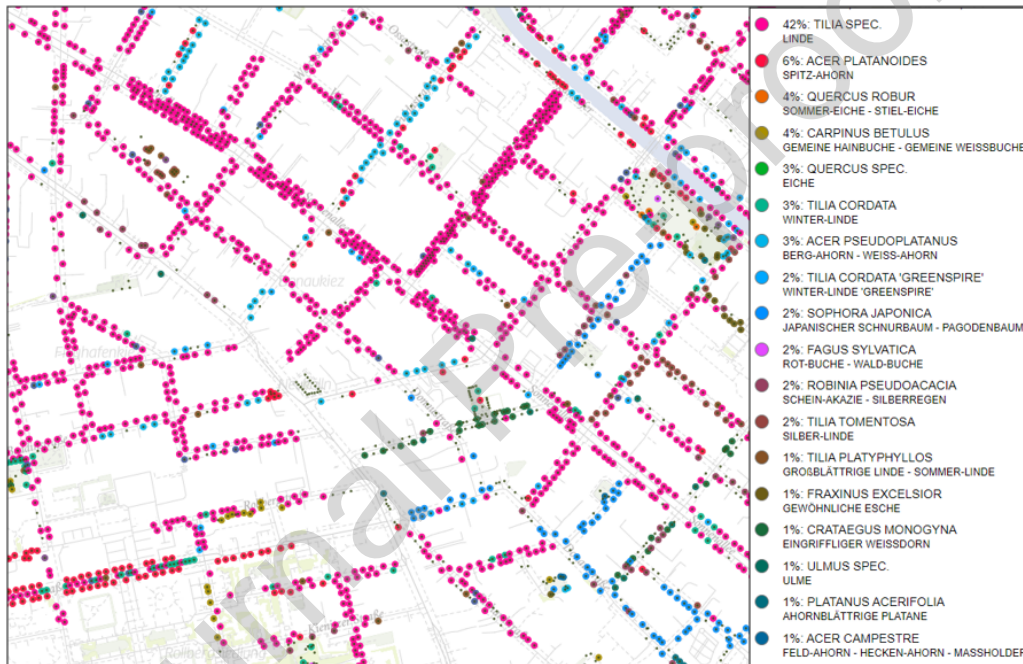 42%: TILIA SPEC.
LINDE
6%: ACER PLATANOIDES
SPITZ-AHORN
4%: QUERCUS ROBUR
SOMMER-EICHE - STIEL-EICHE
4%: CARPINUS BETULUS
GEMEINE HAINBUCHE - GEMEINE WEISSBUCHE
3%: QUERCUS SPEC.
EICHE
3%: TILIA CORDATA
WINTER-LINDE
3%: ACER PSEUDOPLATANUS
BERG-AHORN - WEISS-AHORN
2%: TILIA CORDATA 'GREENSPIRE'
WINTER-LINDE 'GREENSPIRE'
2%: SOPHORA JAPONICA
JAPANISCHER SCHNURBAUM - PAGODENBAUM
2%: FAGUS SYLVATICA
ROT-BUCHE - WALD-BUCHE
2%: ROBINIA PSEUDOACACIA
SCHEIN-AKAZIE - SILBERREGEN
2%: TILIA TOMENTOSA
SILBER-LINDE
1%: TILIA PLATYPHYLLOS
GROßBLÄTTRIGE LINDE - SOMMER-LINDE
1%: FRAXINUS EXCELSIOR
GEWÖHNLICHE ESCHE
1%: CRATAEGUS MONOGYNA
EINGRIFFLIGER WEISSDORN
1%: ULMUS SPEC.
ULME
1%: PLATANUS ACERIFOLIA
AHORNBLÄTTRIGE PLATANE
1%: ACER CAMPESTRE
FELD-AHORN - HECKEN-AHORN - MASSHOLDER